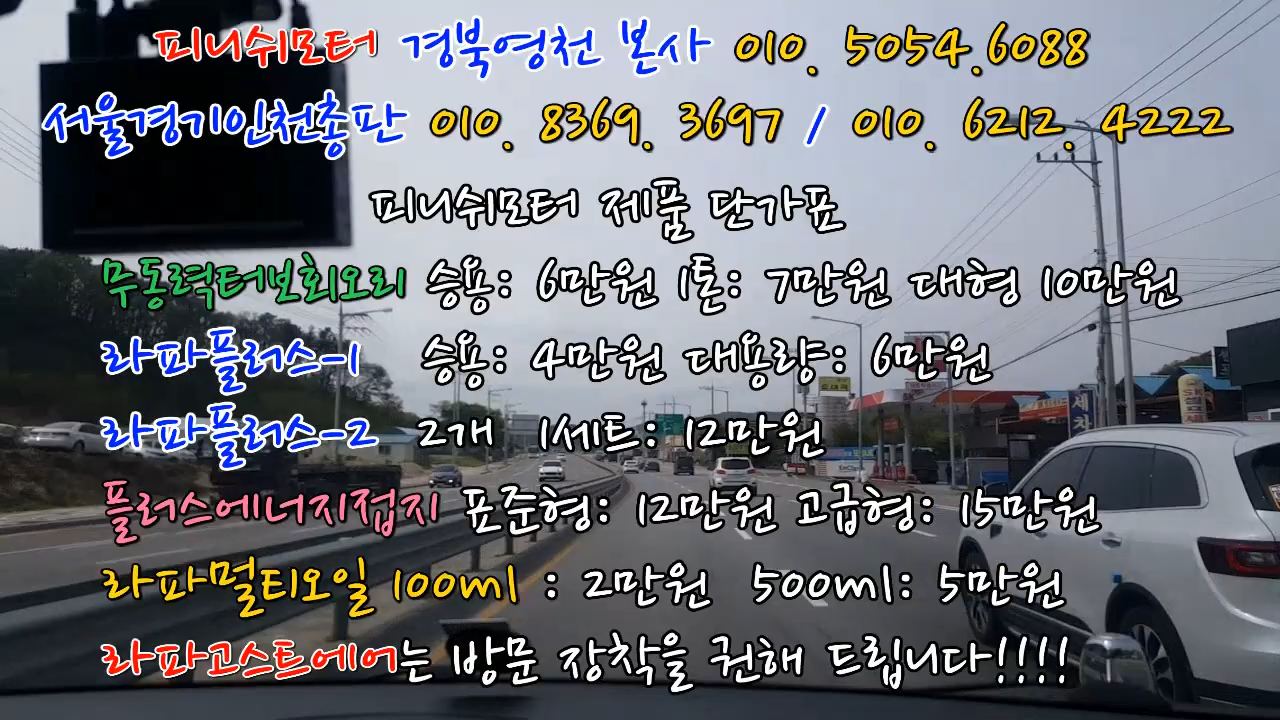 피니쉬모터 경북영천 본사 010. 5054.6088
서울경기인천총판 010. 8369. 3697 / 010. 6212. 4222
피니쉬모터 제품 단가표
무동력터보회오리 승용: 6만원 1톤: 7만원 대형 10만원
라파플러스-1 승용: 4만원 대용량: 6만원
라파플러스-2 2개 1세트: 12만원
플러스에너지접지 표준형: 12만원 고급형: 15만원
라파멀티오일 100ml : 2만원 500ml: 5만원
라파고스트에어는 방문 장착을 권해 드립니다!!!!
세차